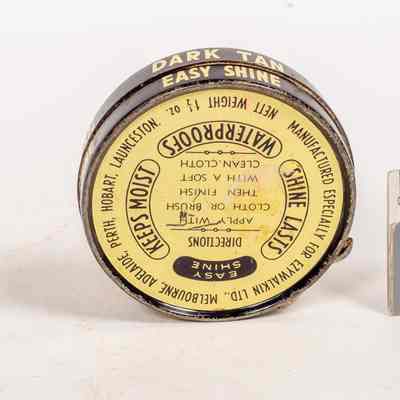 DARK TAN
EASY SHINE
MANUFACTURED ESPECIALLY FOR EZYWALKIN LTD., MELBOURNE, ADELAIDE, PERTH, HOBART, LAUNCESTON.
NETT WEIGHT 1½ OZ.
EASY
SHINE
DIRECTIONS
APPLY WITH
CLOTH OR BRUSH
THEN FINISH
WITH A SOFT
CLEAN CLOTH
KEEPS MOIST
WATERPROOFS
SHINE LASTS